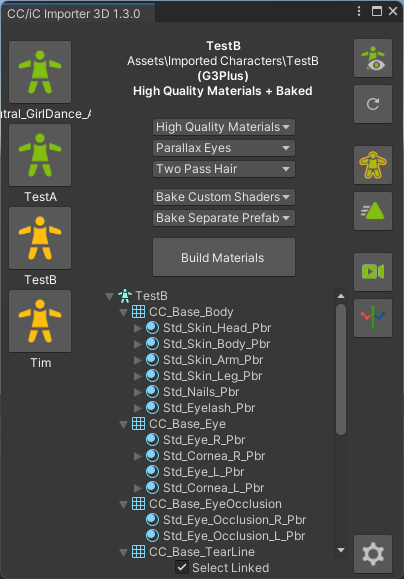 CC/iC Importer 3D 1.3.0
utral_GirlDance_A
TestA
TestB
Tim
TestB
Assets\Imported Characters\TestB
(G3Plus)
High Quality Materials + Baked
High Quality Materials
Parallax Eyes
Two Pass Hair
Bake Custom Shaders
Bake Separate Prefab
Build Materials
TestB
CC_Base_Body
Std_Skin_Head_Pbr
Std_Skin_Body_Pbr
Std_Skin_Arm_Pbr
Std_Skin_Leg_Pbr
Std_Nails_Pbr
Std_Eyelash_Pbr
CC_Base_Eye
Std_Eye_R_Pbr
Std_Cornea_R_Pbr
Std_Eye_L_Pbr
Std_Cornea_L_Pbr
CC_Base_EyeOcclusion
Std_Eye_Occlusion_R_Pbr
Std_Eye_Occlusion_L_Pbr
CC_Base_TearLine
Select Linked